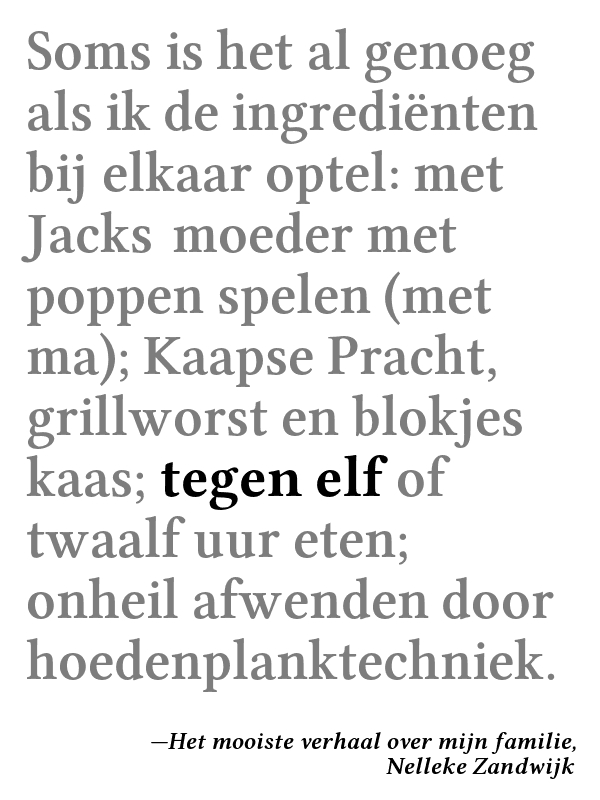 Soms is het al genoeg
als ik de ingrediënten
bij elkaar optel: met
Jacks moeder met
poppen spelen (met
ma); Kaapse Pracht,
grillworst en blokjes
kaas; tegen elf of
twaalf uur eten;
onheil afwenden door
hoedenplanktechniek.
—Het mooiste verhaal over mijn familie,
Nelleke Zandwijk